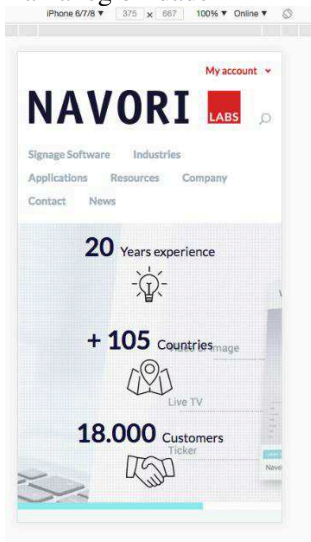 iPhone 6/7/8 ▼ 375 x 667 100% ▼ Online ▼
My account
NAVORI LABS
Signage Software Industries
Applications Resources Company
Contact News
20 Years experience
+ 105 Countries
Image
Live TV
18.000 Customers
Ticker